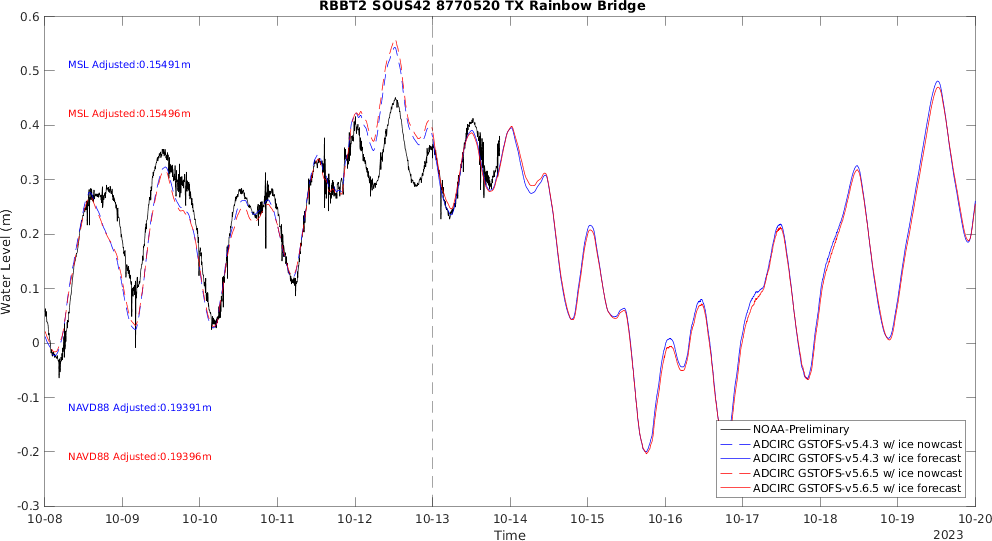 RBBT2 SOUS42 8770520 TX Rainbow Bridge
0.6
0.5
0.4
0.3
0.2
0.1
0
-0.1
-0.2
-0.3
Water Level (m)
MSL Adjusted:0.15491m
MSL Adjusted:0.15496m
NAVD88 Adjusted:0.19391m
NAVD88 Adjusted:0.19396m
NOAA-Preliminary
ADCIRC GSTOFS-v5.4.3 w/ ice nowcast
ADCIRC GSTOFS-v5.4.3 w/ ice forecast
ADCIRC GSTOFS-v5.6.5 w/ ice nowcast
ADCIRC GSTOFS-v5.6.5 w/ ice forecast
10-08 10-09 10-10 10-11 10-12 10-13 10-14 10-15 10-16 10-17 10-18 10-19 10-20
Time
2023